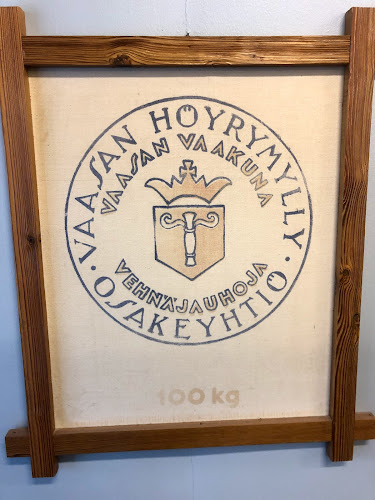 VAASAN HÖYRYMYLLY
VAASAN VAAKUNA
VEHNÄJAUHOJA
· OSAKEYHTIÖ ·
100 kg